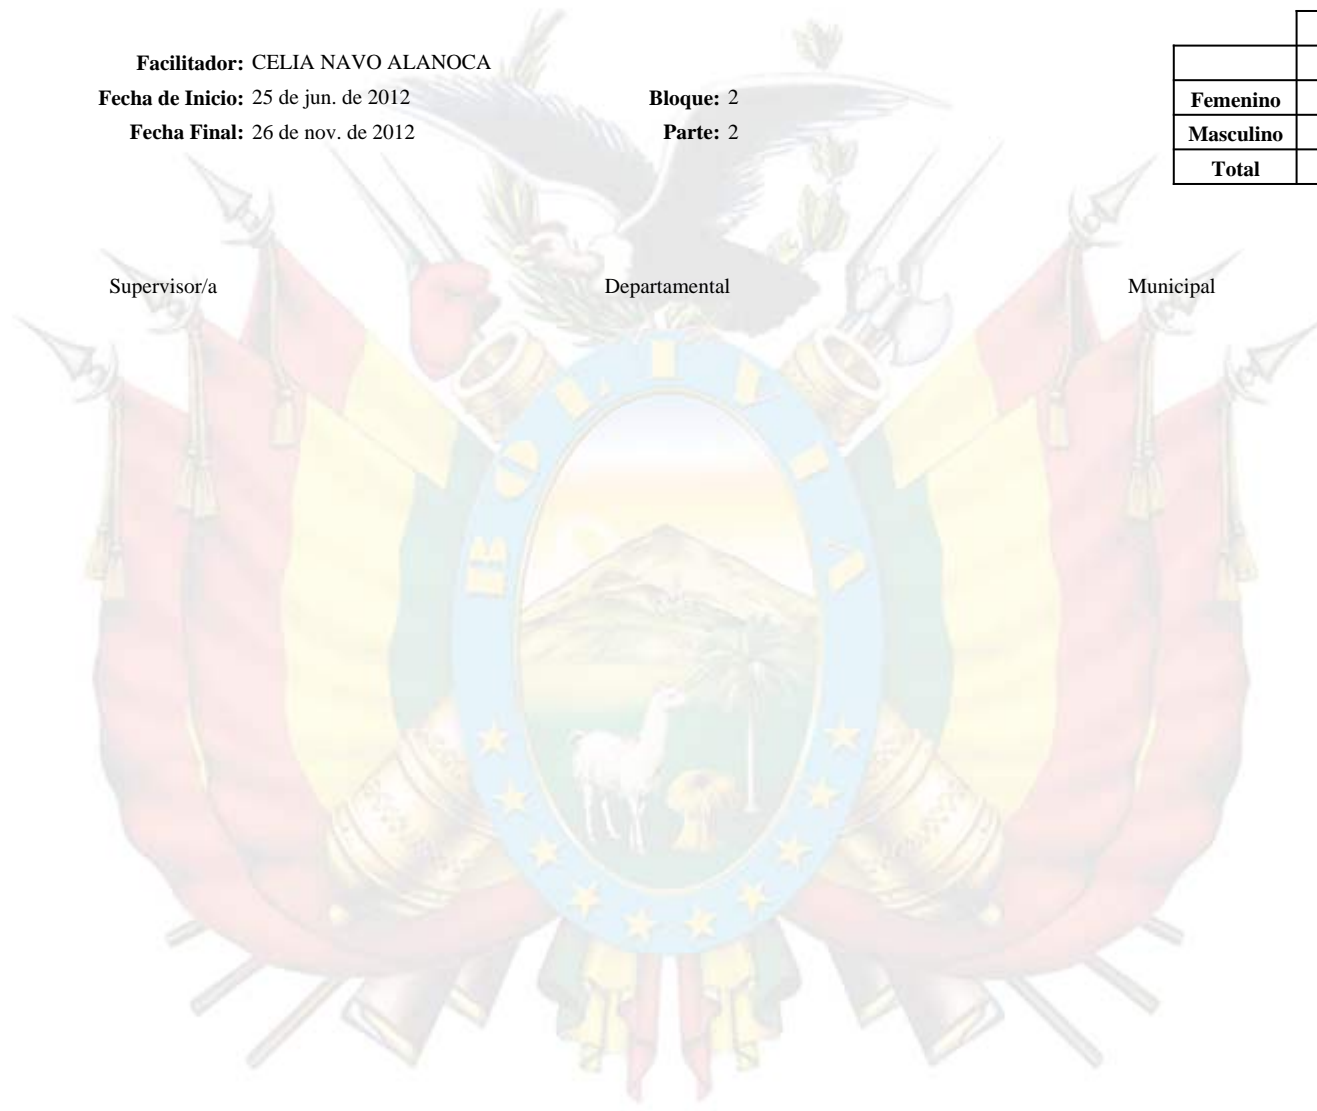 Facilitador: CELIA NAVO ALANOCA
Fecha de Inicio: 25 de jun. de 2012 Bloque: 2
Fecha Final: 26 de nov. de 2012 Parte: 2
Femenino
Masculino
Total
Supervisor/a Departamental Municipal
BOLIVIA